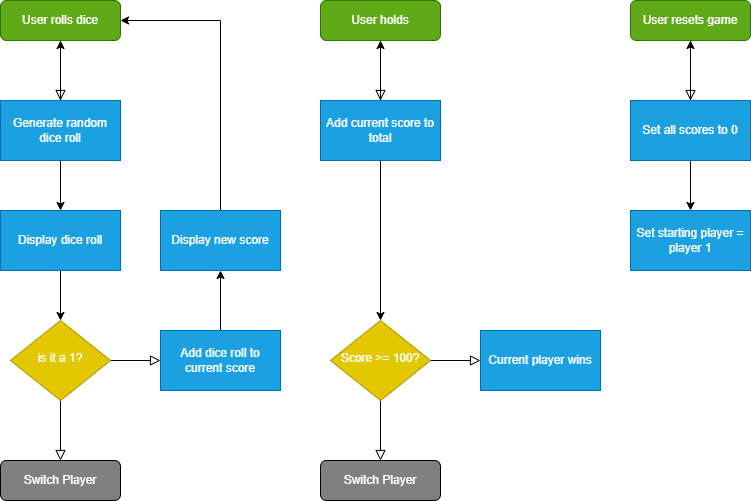 User rolls dice
User holds
User resets game
Generate random
dice roll
Add current score to
total
Set all scores to 0
Display dice roll
Display new score
Set starting player =
player 1
is it a 1?
Add dice roll to
current score
Score >= 100?
Current player wins
Switch Player
Switch Player